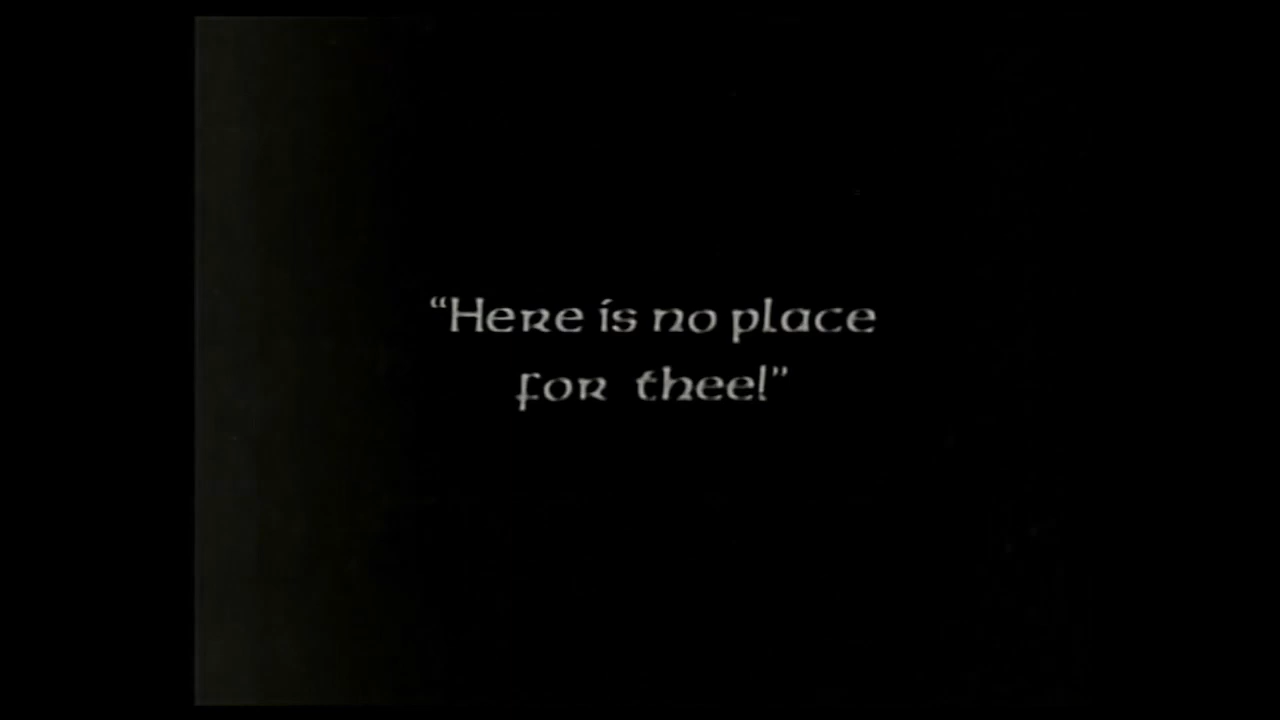 “Here is no place
for thee!”